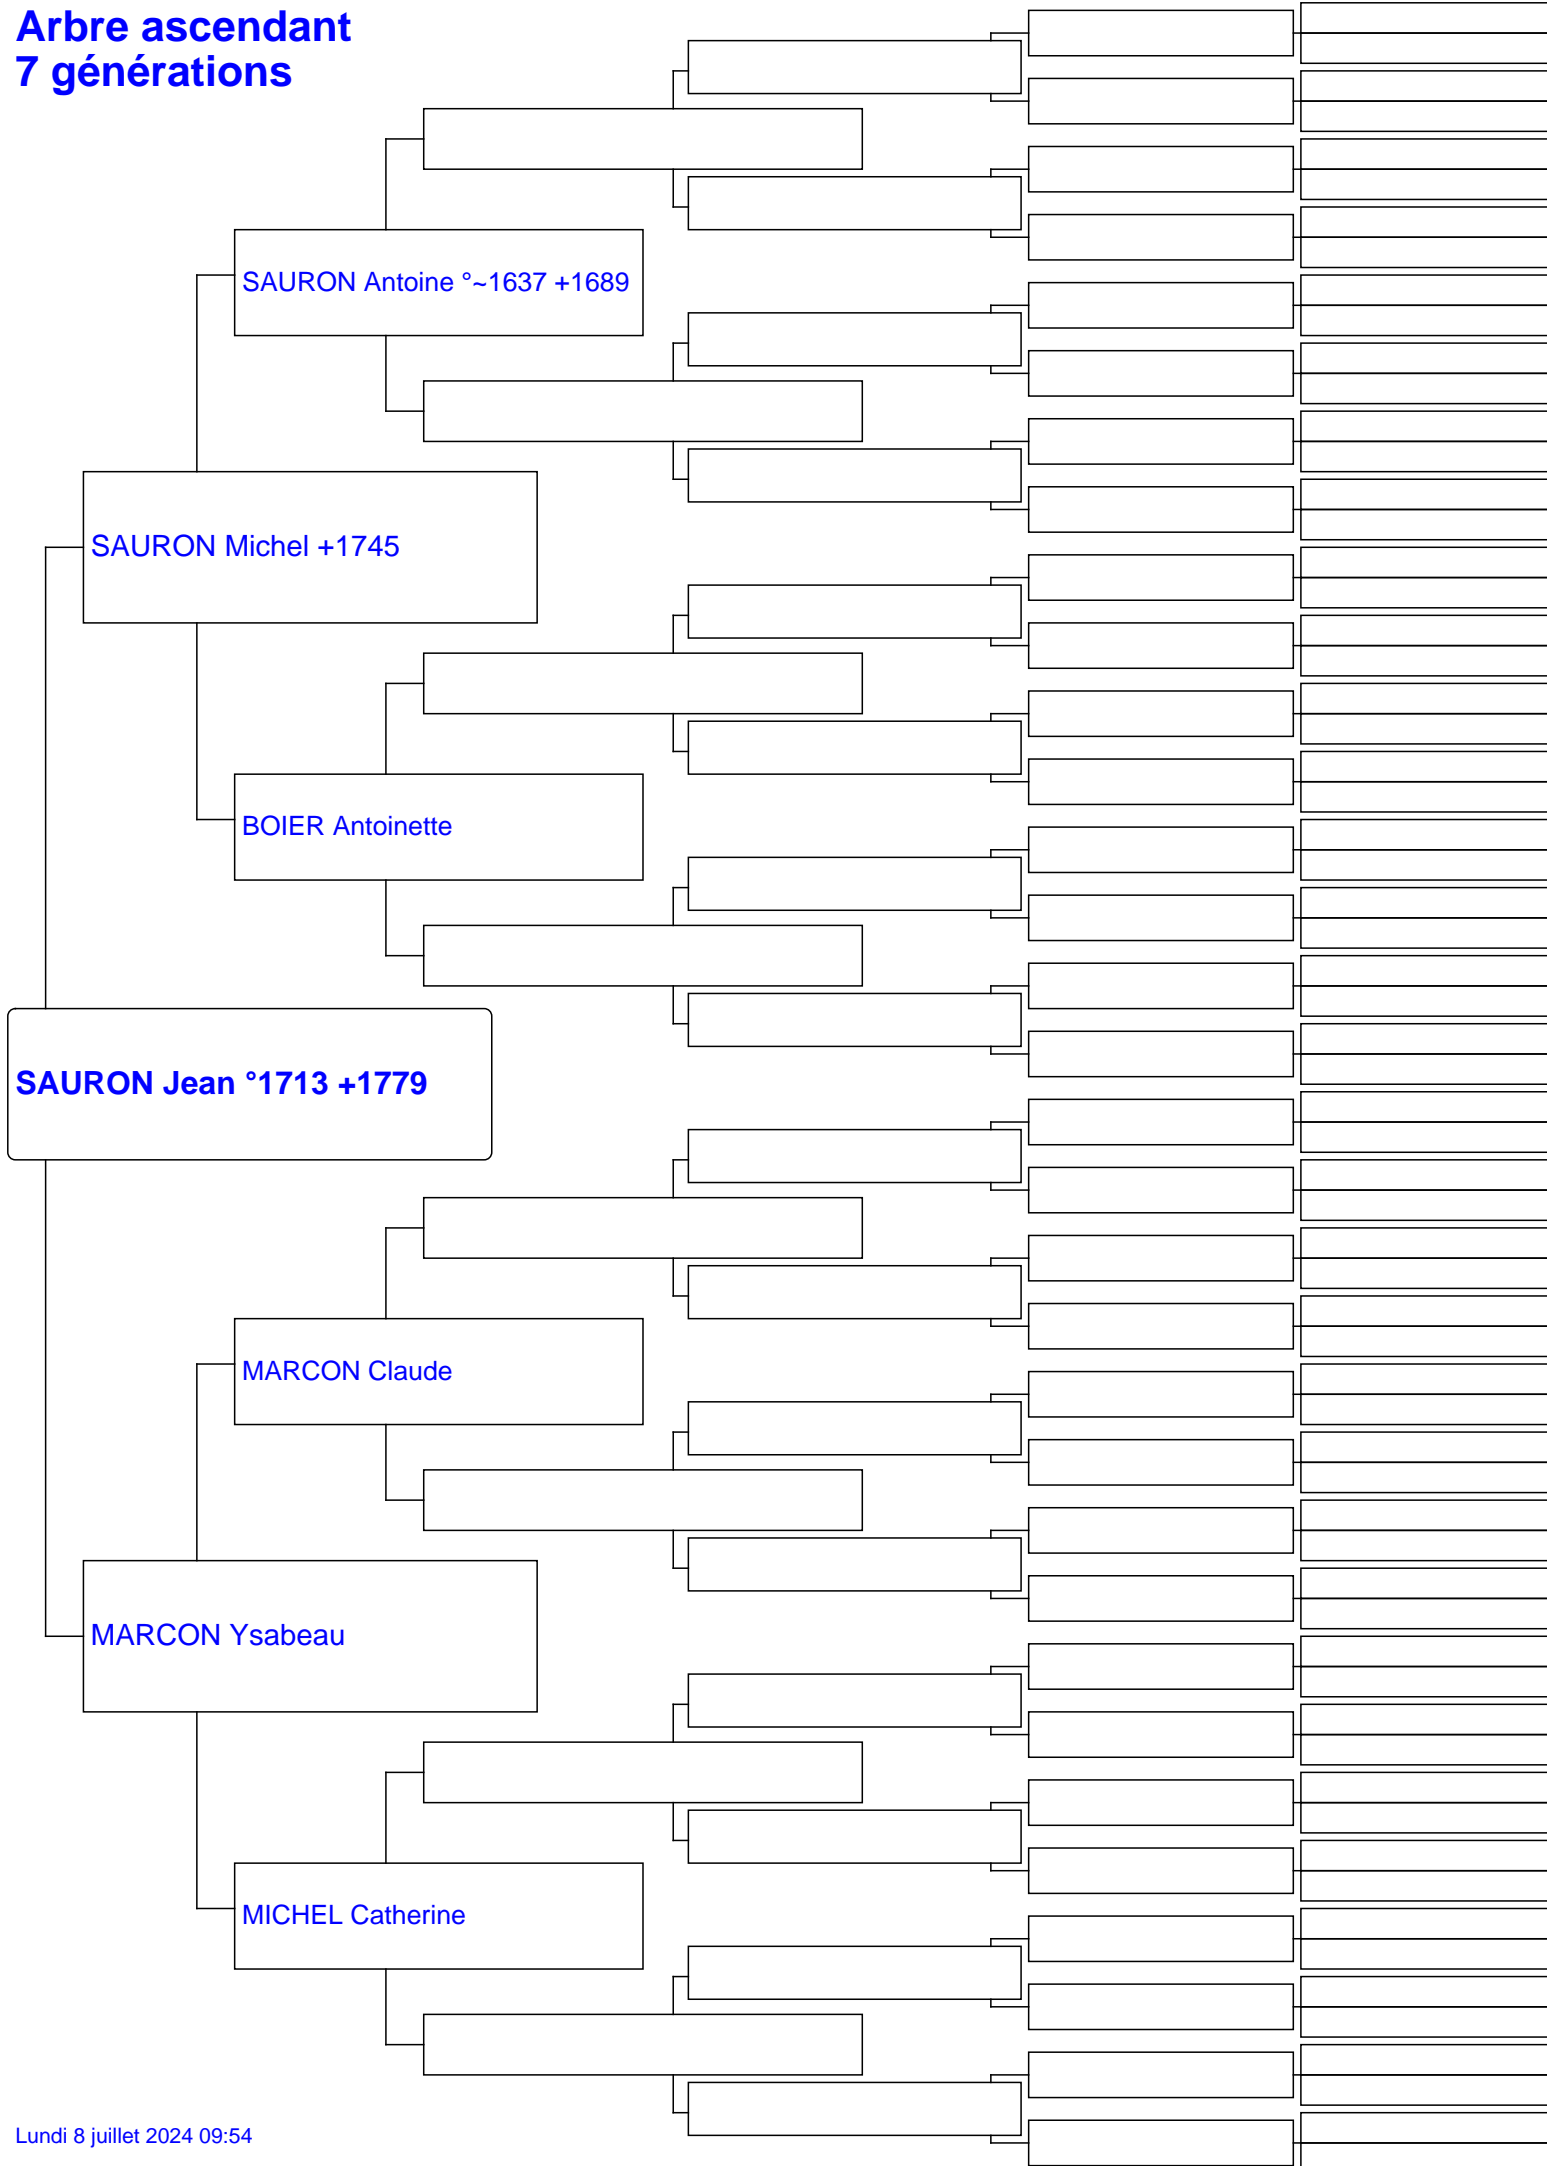 Arbre ascendant
7 générations
SAURON Antoine °~1637 +1689
SAURON Michel +1745
BOIER Antoinette
SAURON Jean °1713 +1779
MARCON Claude
MARCON Ysabeau
MICHEL Catherine
Lundi 8 juillet 2024 09:54